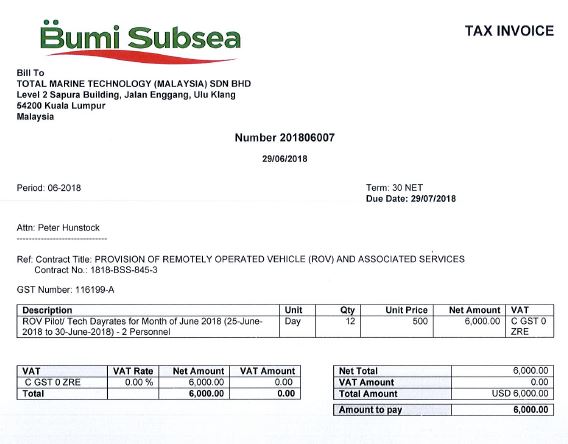 Bumi Subsea
TAX INVOICE
Bill To
TOTAL MARINE TECHNOLOGY (MALAYSIA) SDN BHD
Level 2 Sapura Building, Jalan Enggang, Ulu Klang
54200 Kuala Lumpur
Malaysia
Number 201806007
29/06/2018
Period: 06-2018
Term: 30 NET
Due Date: 29/07/2018
Attn: Peter Hunstock
------------------------------
Ref: Contract Title: PROVISION OF REMOTELY OPERATED VEHICLE (ROV) AND ASSOCIATED SERVICES
Contract No.: 1818-BSS-845-3
GST Number: 116199-A
Description Unit Qty Unit Price Net Amount VAT
ROV Pilot/ Tech Dayrates for Month of June 2018 (25-June- Day 12 500 6,000.00 C GST 0
2018 to 30-June-2018) - 2 Personnel ZRE
VAT VAT Rate Net Amount VAT Amount
C GST 0 ZRE 0.00 % 6,000.00 0.00
Total 6,000.00 0.00
Net Total 6,000.00
VAT Amount 0.00
Total Amount USD 6,000.00
Amount to pay 6,000.00